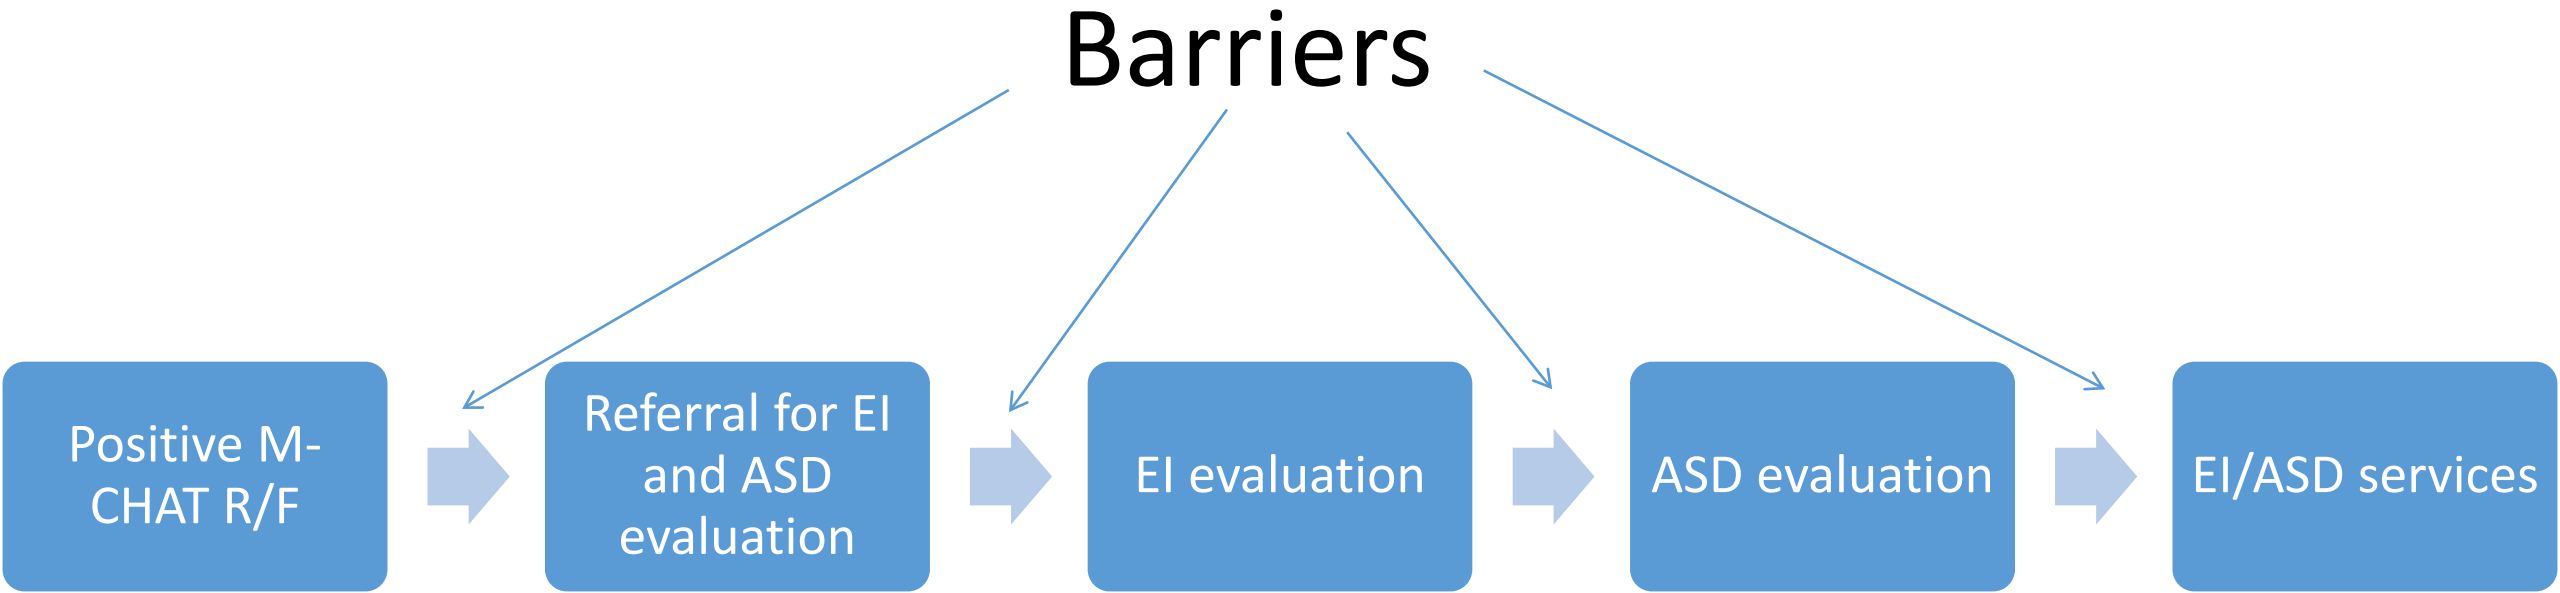 Barriers
Positive M-
CHAT R/F
Referral for EI
and ASD
evaluation
EI evaluation
ASD evaluation
EI/ASD services